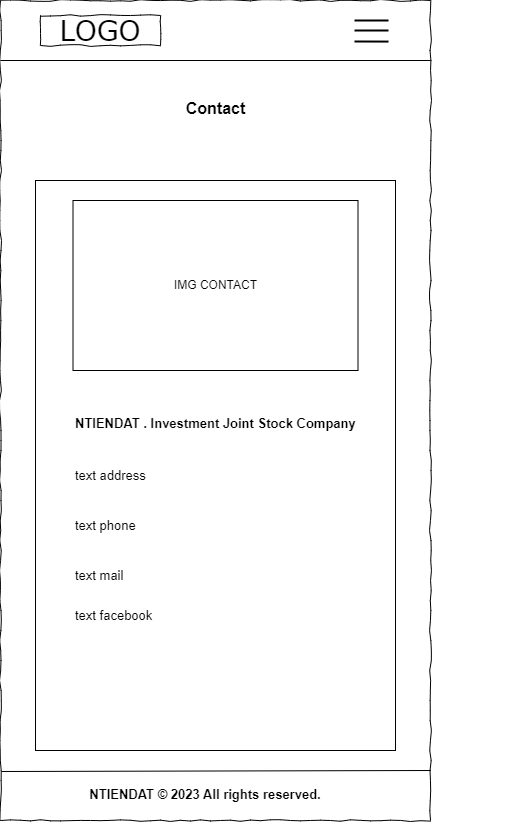 LOGO
Contact
IMG CONTACT
NTIENDAT . Investment Joint Stock Company
text address
text phone
text mail
text facebook
NTIENDAT © 2023 All rights reserved.